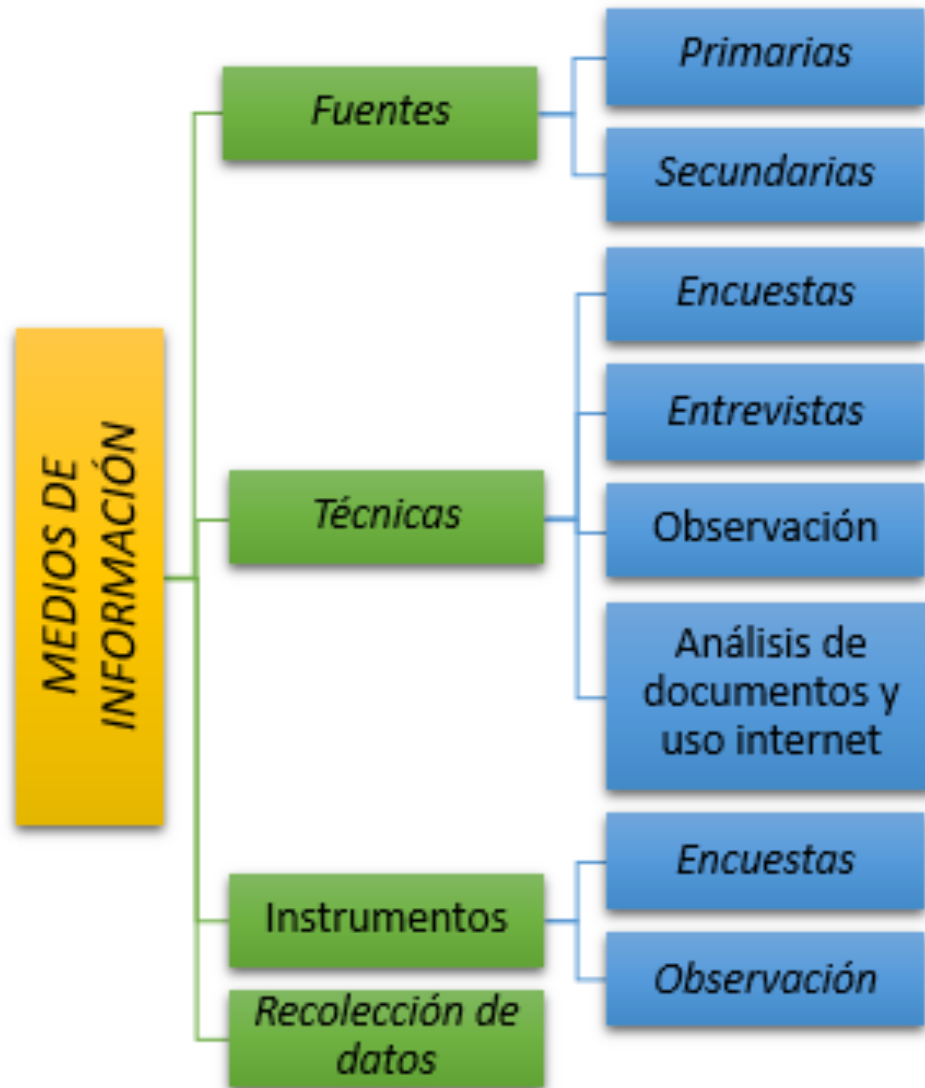 MEDIOS DE
INFORMACIÓN
Fuentes
Primarias
Secundarias
Técnicas
Encuestas
Entrevistas
Observación
Análisis de
documentos y
uso internet
Instrumentos
Encuestas
Observación
Recolección de
datos